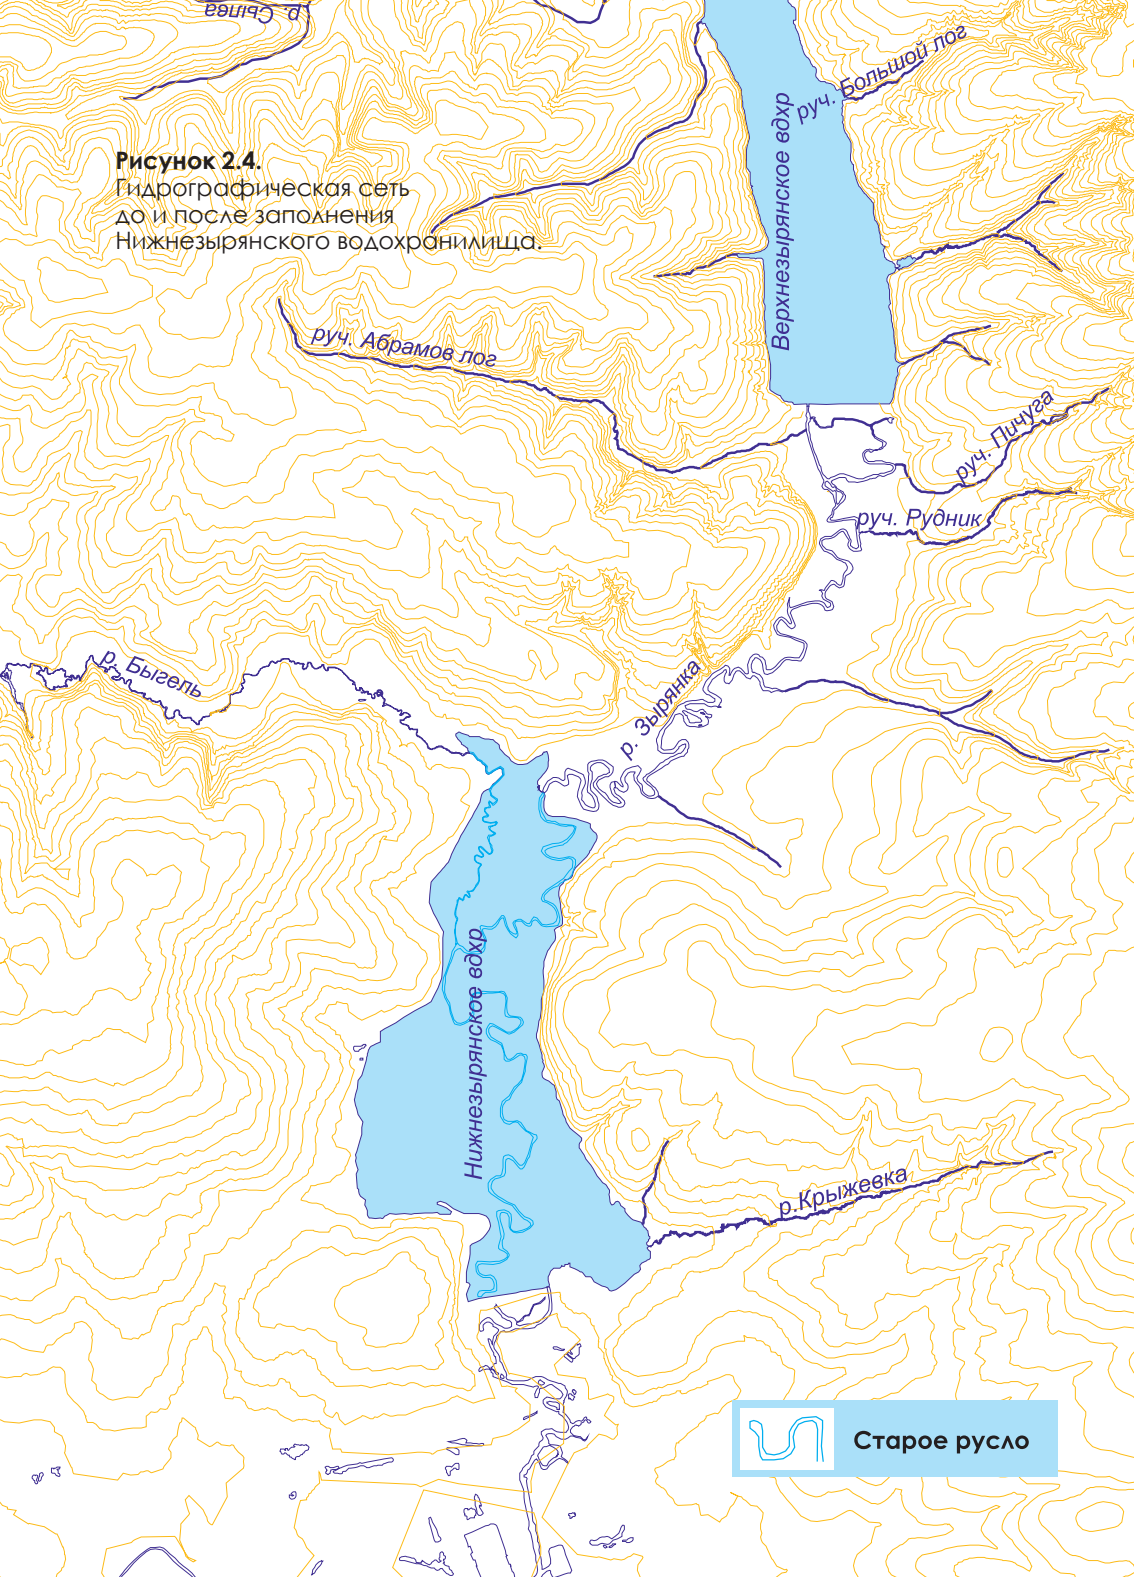 р. Сыпев
руч. Большой лог
Верхнезырянское вдхр
Рисунок 2.4.
Гидрографическая сеть
до и после заполнения
Нижнезырянского водохранилища.
руч. Абрамов лог
руч. Пичуга
руч. Рудник
р. Быгель
р. Зырянка
Нижнезырянское вдхр
р.Крыжевка
Старое русло